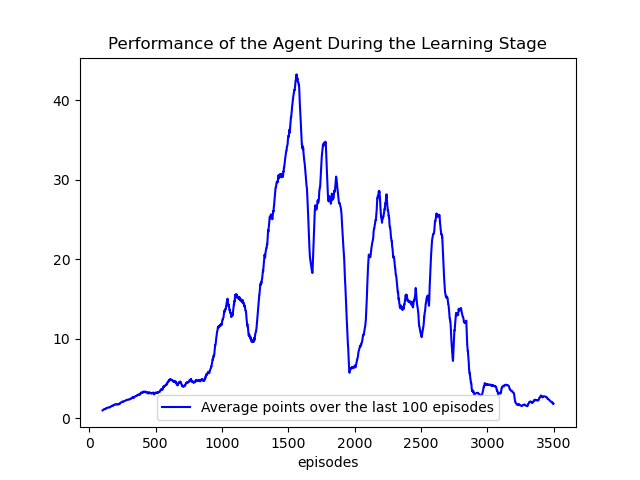 Performance of the Agent During the Learning Stage
40
30
20
10
0
Average points over the last 100 episodes
0 500 1000 1500 2000 2500 3000 3500
episodes